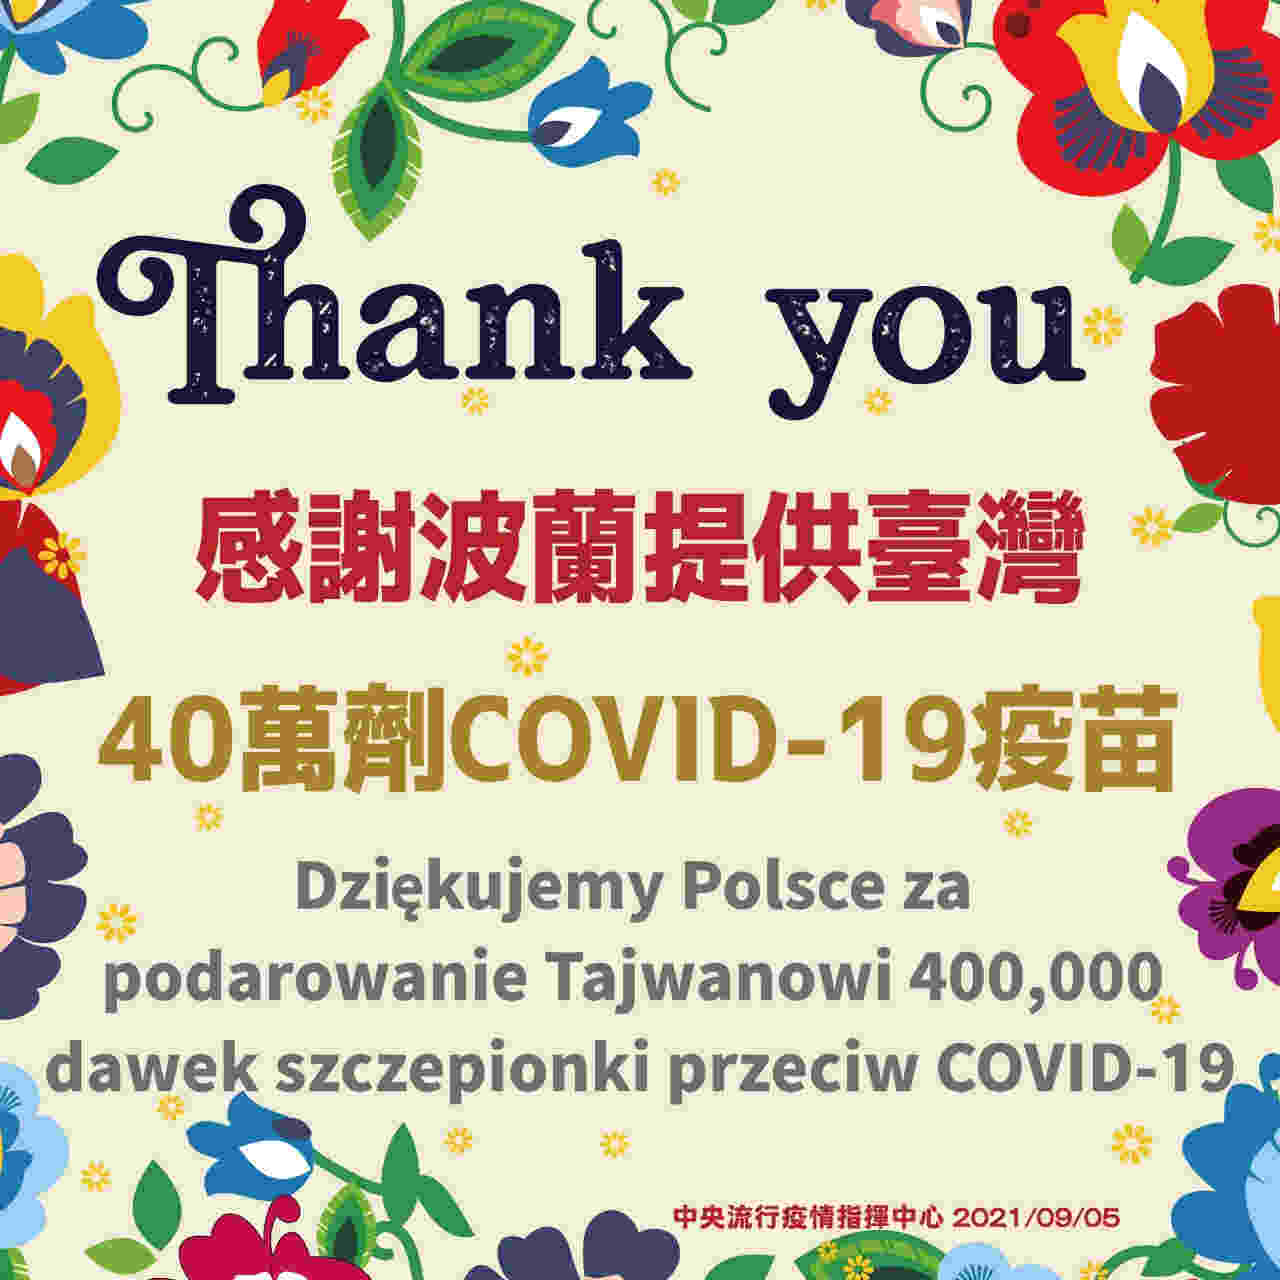 Thank you
感謝波蘭提供臺灣
40萬劑COVID-19疫苗
Dziękujemy Polsce za
podarowanie Tajwanowi 400,000
dawek szczepionki przeciw COVID-19
中央流行疫情指揮中心 2021/09/05